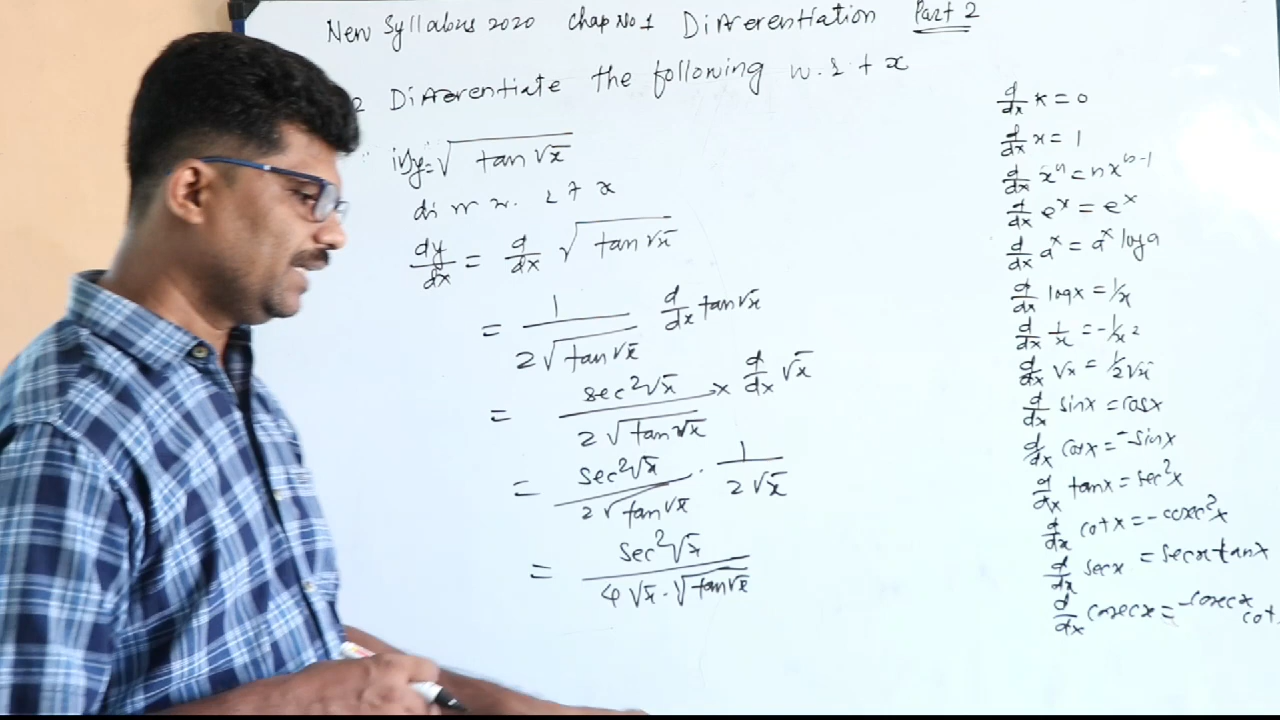 New Syllabus 2020 Chap No 1 Differentiation Part 2
2 Differentiate the following w.r.t x
y = √(tan √x)
diff w. r t x
dy/dx = d/dx √(tan √x)
= 1/(2√(tan √x)) d/dx tan √x
= sec²√x/(2√(tan √x)) × d/dx √x
= sec²√x/(2√(tan √x)) · 1/(2√x)
= sec²√x/(4√x · √(tan √x))
d/dx k = 0
d/dx x = 1
d/dx xⁿ = nxⁿ⁻¹
d/dx eˣ = eˣ
d/dx aˣ = aˣ log a
d/dx log x = 1/x
d/dx 1/x = -1/x²
d/dx √x = 1/2√x
d/dx sin x = cos x
d/dx cos x = -sin x
d/dx tan x = sec²x
d/dx cot x = -cosec²x
d/dx sec x = sec x tan x
d/dx cosec x = -cosec x cot